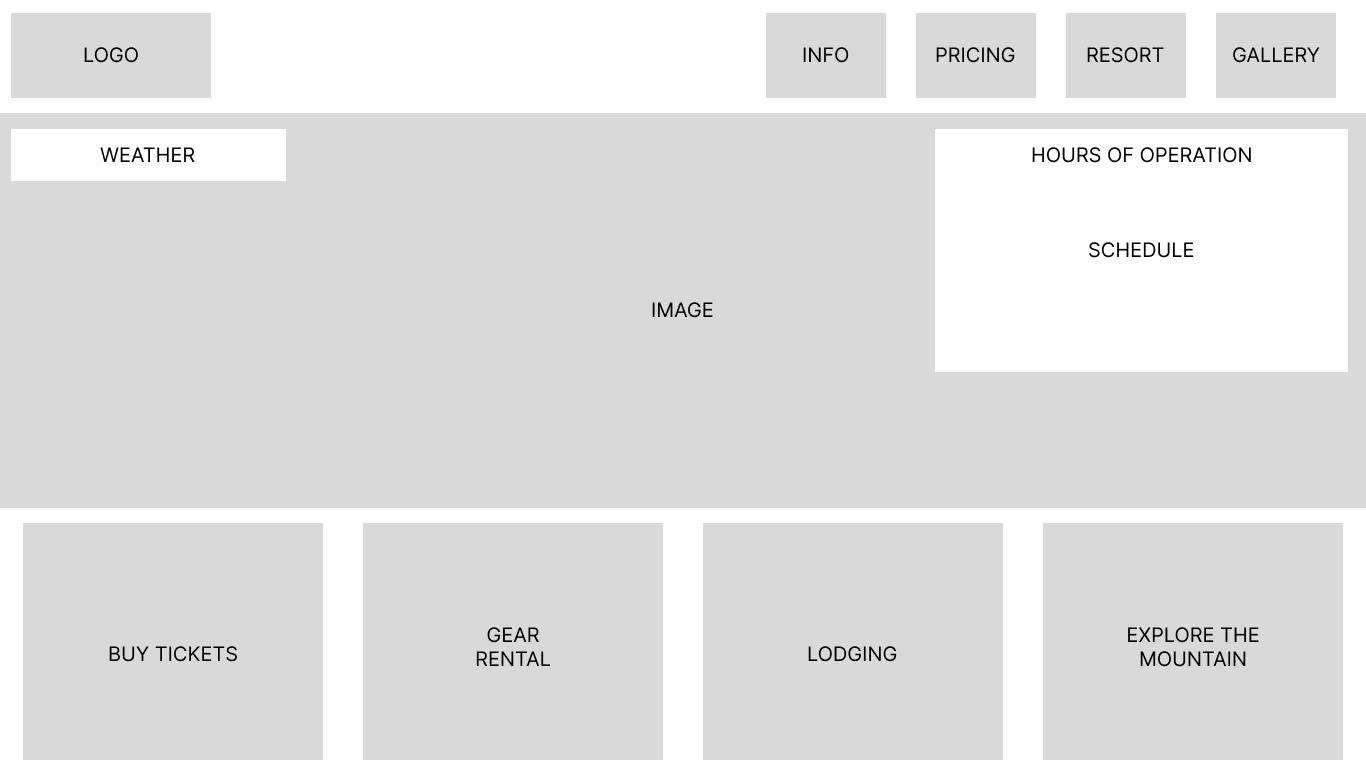 LOGO
INFO
PRICING
RESORT
GALLERY
WEATHER
HOURS OF OPERATION
SCHEDULE
IMAGE
BUY TICKETS
GEAR
RENTAL
LODGING
EXPLORE THE
MOUNTAIN